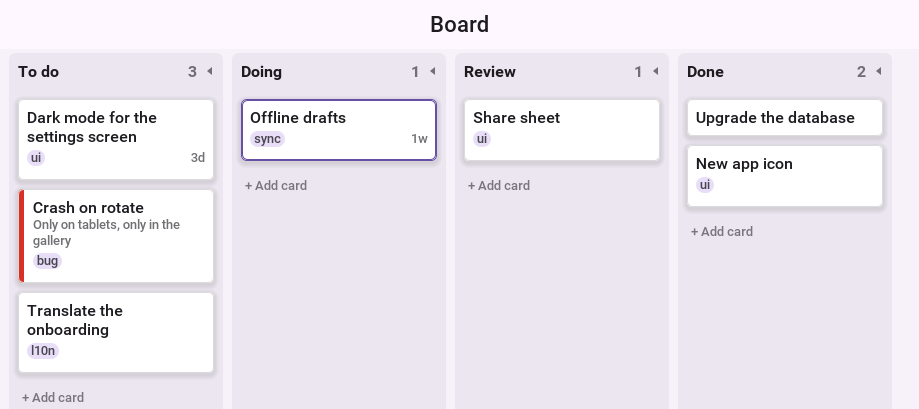 Board
To do 3
Dark mode for the
settings screen
ui 3d
Crash on rotate
Only on tablets, only in the
gallery
bug
Translate the
onboarding
l10n
+ Add card
Doing 1
Offline drafts
sync 1w
+ Add card
Review 1
Share sheet
ui
+ Add card
Done 2
Upgrade the database
New app icon
ui
+ Add card